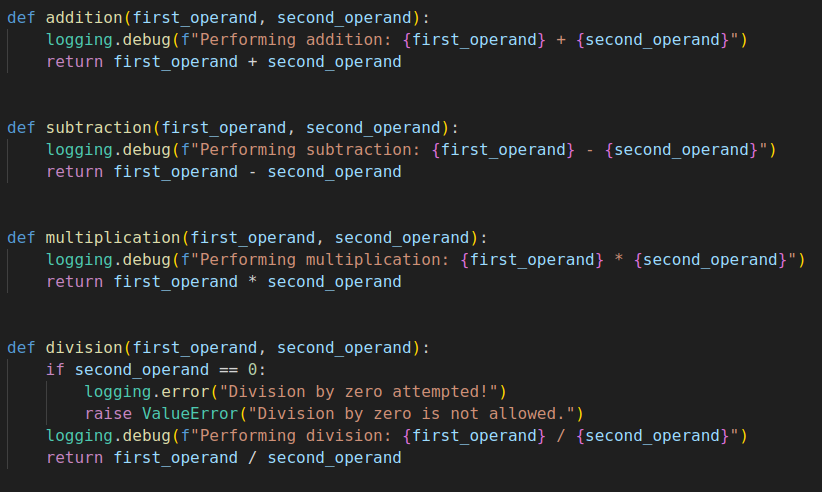 def addition(first_operand, second_operand):
    logging.debug(f"Performing addition: {first_operand} + {second_operand}")
    return first_operand + second_operand
def subtraction(first_operand, second_operand):
    logging.debug(f"Performing subtraction: {first_operand} - {second_operand}")
    return first_operand - second_operand
def multiplication(first_operand, second_operand):
    logging.debug(f"Performing multiplication: {first_operand} * {second_operand}")
    return first_operand * second_operand
def division(first_operand, second_operand):
    if second_operand == 0:
        logging.error("Division by zero attempted!")
        raise ValueError("Division by zero is not allowed.")
    logging.debug(f"Performing division: {first_operand} / {second_operand}")
    return first_operand / second_operand